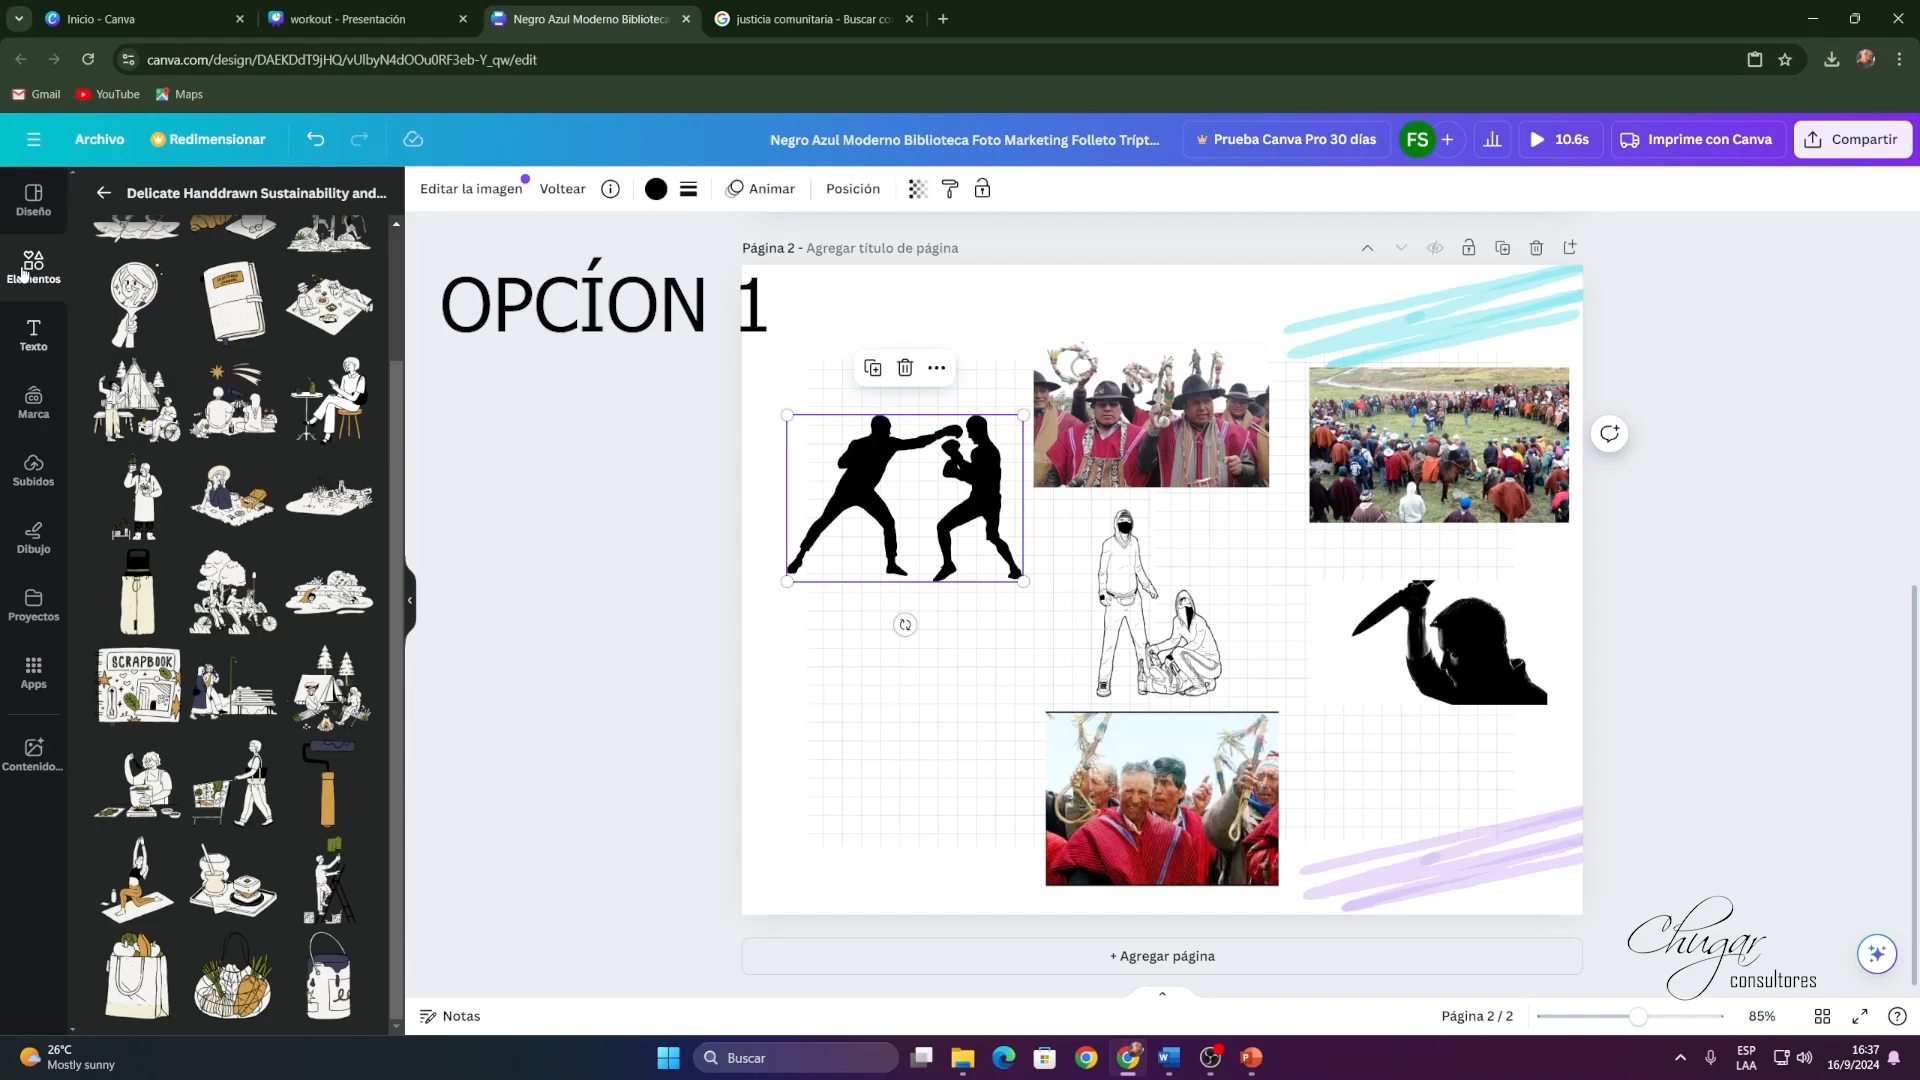 Inicio - Canva
workout - Presentación
Negro Azul Moderno Biblioteca
justicia comunitaria - Buscar co
canva.com/design/DAEKDdT9jHQ/vUlbyN4dOOu0RF3eb-Y_qw/edit
Gmail
YouTube
Maps
Archivo
Redimensionar
Negro Azul Moderno Biblioteca Foto Marketing Folleto Trípt...
Prueba Canva Pro 30 días
FS
10.6s
Imprime con Canva
Compartir
Diseño
Elementos
Texto
Marca
Subidos
Dibujo
Proyectos
Apps
Contenido...
Delicate Handdrawn Sustainability and...
SCRAPBOOK
Editar la imagen
Voltear
Animar
Posición
Página 2 - Agregar título de página
OPCÍON 1
+ Agregar página
Chugar
consultores
Notas
Página 2 / 2
85%
26°C
Mostly sunny
Buscar
ESP
LAA
16:37
16/9/2024